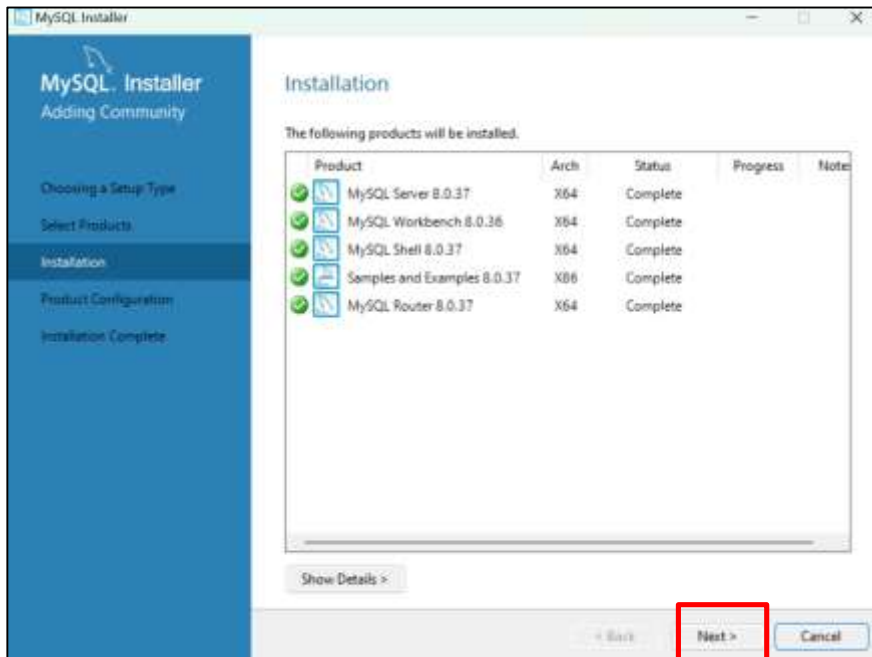 MySQL Installer
MySQL. Installer
Adding Community
Choosing a Setup Type
Select Products
Installation
Product Configuration
Installation Complete
Installation
The following products will be installed.
Product Arch Status Progress Notes
MySQL Server 8.0.37 X64 Complete
MySQL Workbench 8.0.36 X64 Complete
MySQL Shell 8.0.37 X64 Complete
Samples and Examples 8.0.37 X86 Complete
MySQL Router 8.0.37 X64 Complete
Show Details >
< Back Next > Cancel